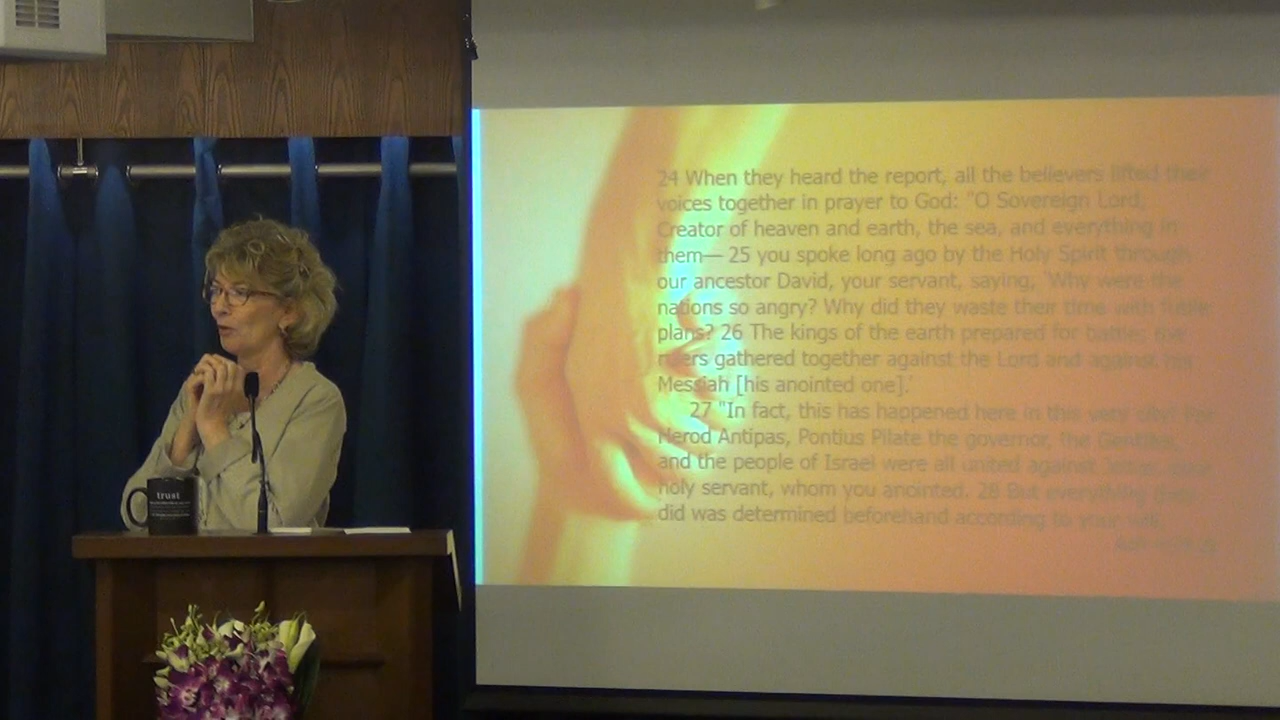 trust
24 When they heard the report, all the believers lifted their
voices together in prayer to God: "O Sovereign Lord,
Creator of heaven and earth, the sea, and everything in
them— 25 you spoke long ago by the Holy Spirit through
our ancestor David, your servant, saying, 'Why were the
nations so angry? Why did they waste their time with futile
plans? 26 The kings of the earth prepared for battle; the
rulers gathered together against the Lord and against his
Messiah [his anointed one].'
27 "In fact, this has happened here in this very city! For
Herod Antipas, Pontius Pilate the governor, the Gentiles,
and the people of Israel were all united against Jesus, your
holy servant, whom you anointed. 28 But everything they
did was determined beforehand according to your will.